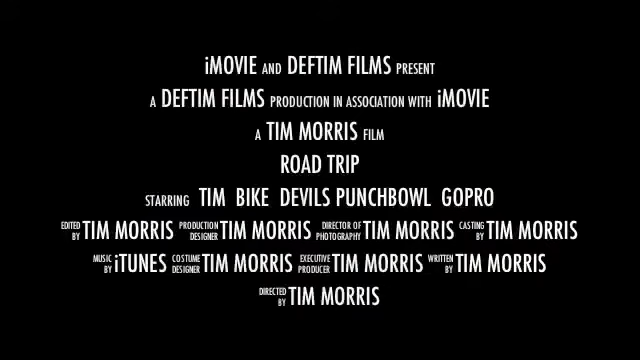 iMOVIE AND DEFTIM FILMS PRESENT
A DEFTIM FILMS PRODUCTION IN ASSOCIATION WITH iMOVIE
A TIM MORRIS FILM
ROAD TRIP
STARRING TIM BIKE DEVILS PUNCHBOWL GOPRO
EDITED BY TIM MORRIS PRODUCTION DESIGNER TIM MORRIS DIRECTOR OF PHOTOGRAPHY TIM MORRIS CASTING BY TIM MORRIS
MUSIC BY iTUNES COSTUME DESIGNER TIM MORRIS EXECUTIVE PRODUCER TIM MORRIS WRITTEN BY TIM MORRIS
DIRECTED BY TIM MORRIS